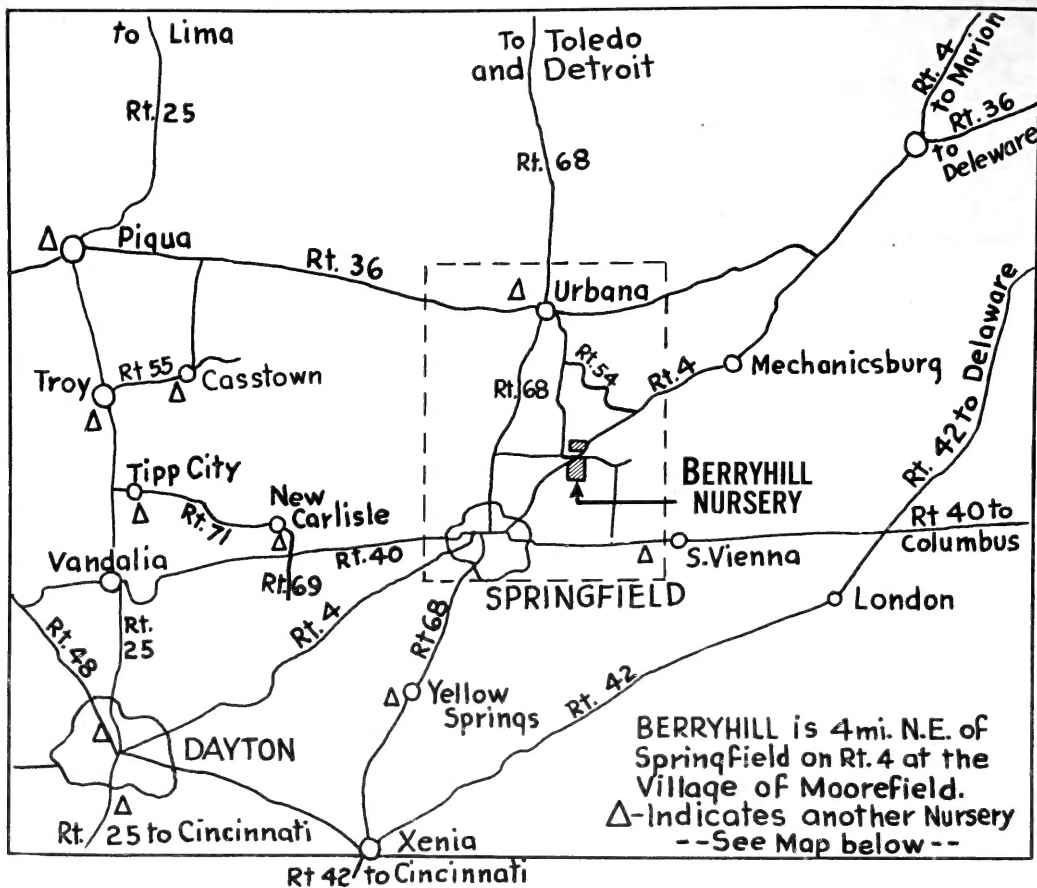 to Lima
Rt. 25
To Toledo
and Detroit
Rt. 68
Rt. 4
to Marion
Rt. 36
to
Deleware
Δ Piqua
Rt. 36
Δ Urbana
Rt 55
Troy
Δ
Casstown
Δ
Rt. 68
Rt. 54
Rt. 4
Mechanicsburg
Rt. 42 to Delaware
Tipp City
Δ
Rt. 71
New
Carlisle
Δ
BERRYHILL
NURSERY
Vandalia
Rt. 40
Rt. 69
Δ S. Vienna
Rt 40 to
Columbus
SPRINGFIELD
London
Rt. 48
Rt.
25
Rt. 4
Rt 68
Rt. 42
Δ Yellow
Springs
Δ
DAYTON
Δ
Rt. 25 to Cincinnati
Xenia
Rt 42 to Cincinnati
BERRYHILL is 4mi. N.E. of
Springfield on Rt. 4 at the
Village of Moorefield.
Δ-Indicates another Nursery
--See Map below--